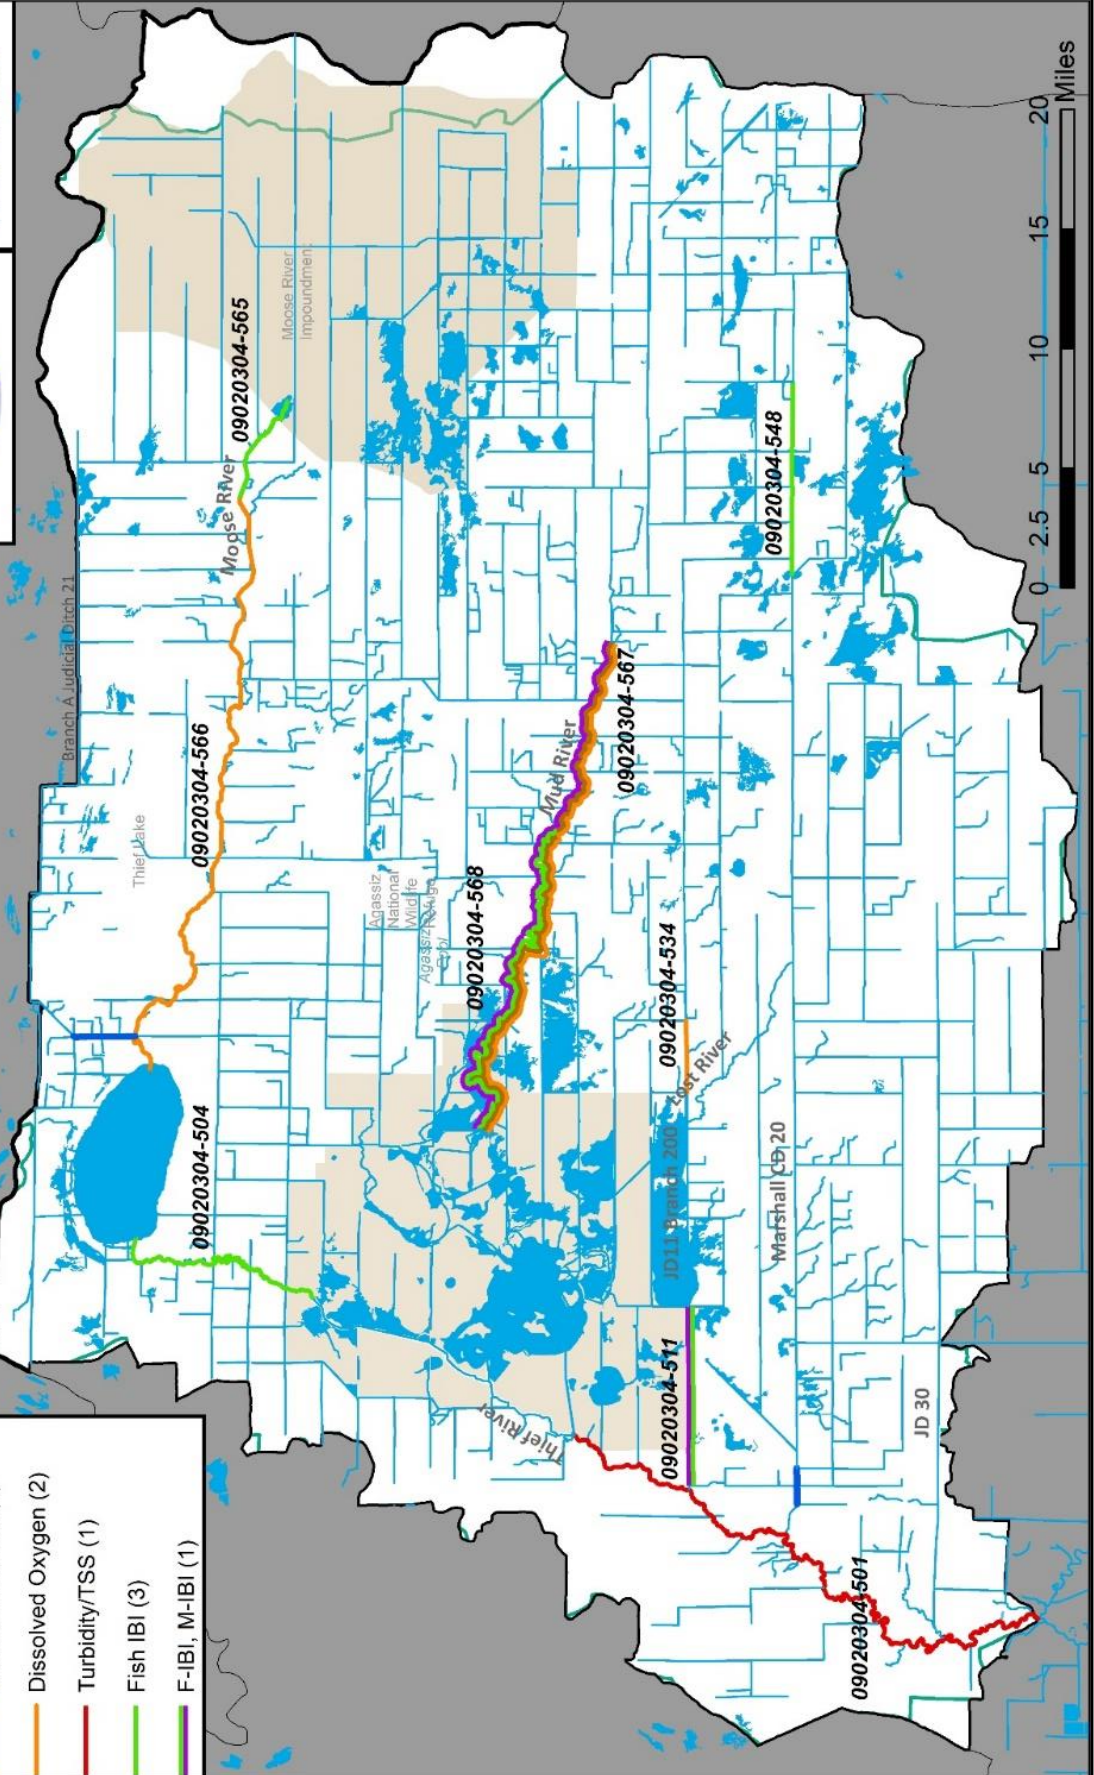 Dissolved Oxygen (2)
Turbidity/TSS (1)
Fish IBI (3)
F-IBI, M-IBI (1)
Branch A Judicial Ditch 21
Thief Lake
09020304-504
09020304-566
Moose River
09020304-565
Moose River
Impoundment
Agassiz
National
Wildlife
Refuge
Agassiz
Pool
09020304-568
Mud River
09020304-567
Thief River
09020304-511
JD11 Branch 200
Lost River
09020304-534
Marshall CD 20
09020304-548
09020304-501
JD 30
0 2.5 5 10 15 20
Miles